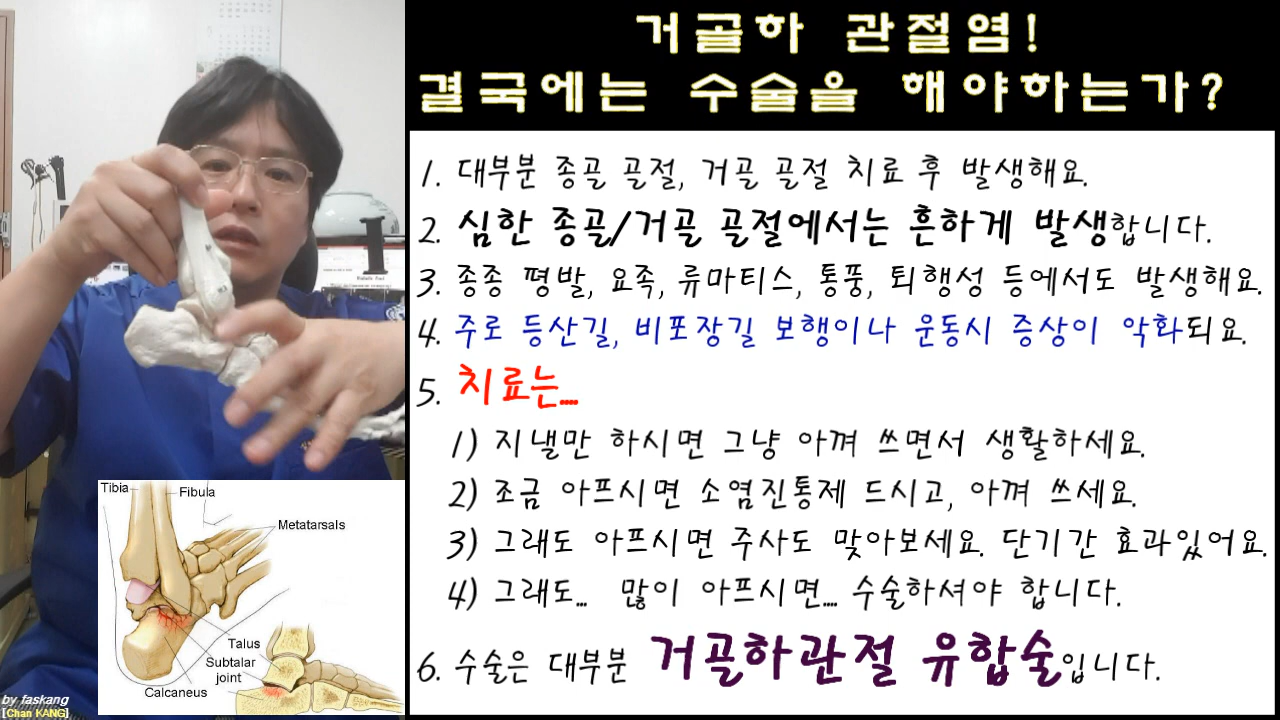 거골하 관절염!
결국에는 수술을 해야하는가?
1. 대부분 종골 골절, 거골 골절 치료 후 발생해요.
2. 심한 종골/거골 골절에서는 흔하게 발생합니다.
3. 종종 평발, 요족, 류마티스, 통풍, 퇴행성 등에서도 발생해요.
4. 주로 등산길, 비포장길 보행이나 운동시 증상이 악화되요.
5. 치료는....
1) 지낼만 하시면 그냥 아껴 쓰면서 생활하세요.
2) 조금 아프시면 소염진통제 드시고, 아껴 쓰세요.
3) 그래도 아프시면 주사도 맞아보세요. 단기간 효과있어요.
4) 그래도... 많이 아프시면.... 수술하셔야 합니다.
6. 수술은 대부분 거골하관절 유합술입니다.
Tibia
Fibula
Metatarsals
Talus
Subtalar
joint
Calcaneus
by faskang
[Chan KANG]